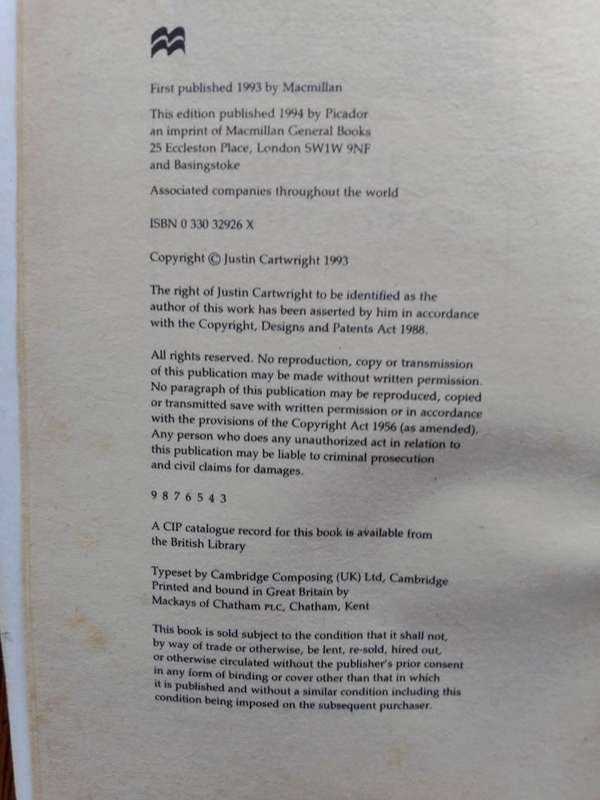 First published 1993 by Macmillan
This edition published 1994 by Picador
an imprint of Macmillan General Books
25 Eccleston Place, London SW1W 9NF
and Basingstoke
Associated companies throughout the world
ISBN 0 330 32926 X
Copyright © Justin Cartwright 1993
The right of Justin Cartwright to be identified as the
author of this work has been asserted by him in accordance
with the Copyright, Designs and Patents Act 1988.
All rights reserved. No reproduction, copy or transmission
of this publication may be made without written permission.
No paragraph of this publication may be reproduced, copied
or transmitted save with written permission or in accordance
with the provisions of the Copyright Act 1956 (as amended).
Any person who does any unauthorized act in relation to
this publication may be liable to criminal prosecution
and civil claims for damages.
9 8 7 6 5 4 3
A CIP catalogue record for this book is available from
the British Library
Typeset by Cambridge Composing (UK) Ltd, Cambridge
Printed and bound in Great Britain by
Mackays of Chatham PLC, Chatham, Kent
This book is sold subject to the condition that it shall not,
by way of trade or otherwise, be lent, re-sold, hired out,
or otherwise circulated without the publisher's prior consent
in any form of binding or cover other than that in which
it is published and without a similar condition including this
condition being imposed on the subsequent purchaser.